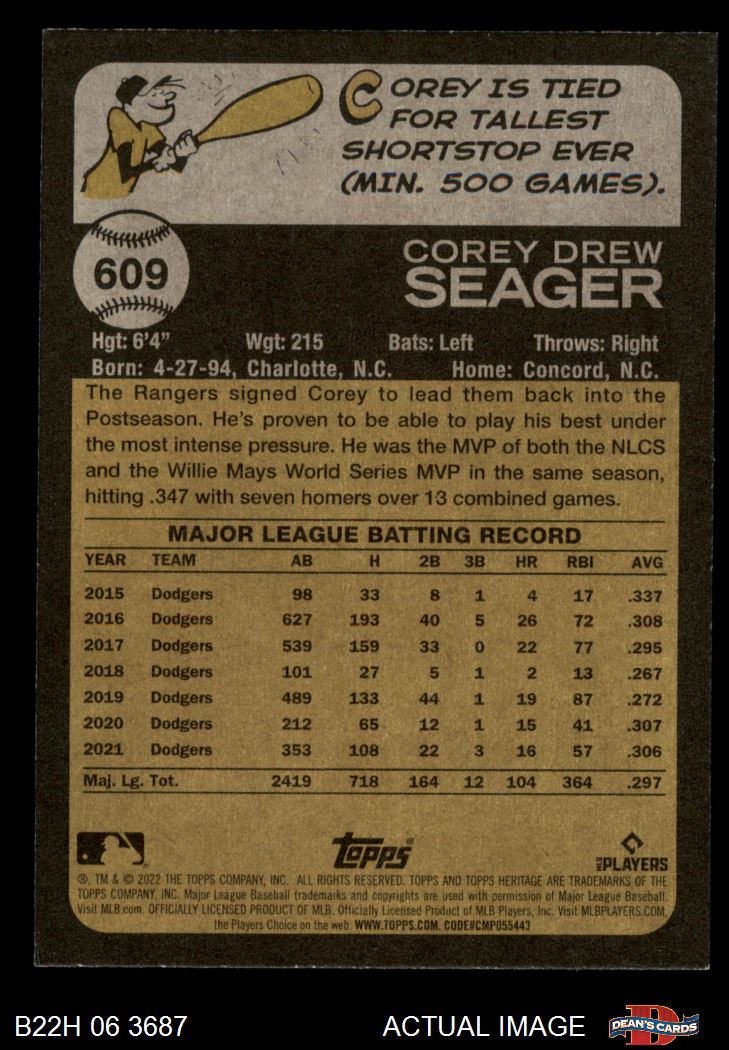 COREY IS TIED
FOR TALLEST
SHORTSTOP EVER
(MIN. 500 GAMES).
609
COREY DREW
SEAGER
Hgt: 6'4" Wgt: 215 Bats: Left Throws: Right
Born: 4-27-94, Charlotte, N.C. Home: Concord, N.C.
The Rangers signed Corey to lead them back into the
Postseason. He's proven to be able to play his best under
the most intense pressure. He was the MVP of both the NLCS
and the Willie Mays World Series MVP in the same season,
hitting .347 with seven homers over 13 combined games.
MAJOR LEAGUE BATTING RECORD
YEAR TEAM AB H 2B 3B HR RBI AVG
2015 Dodgers 98 33 8 1 4 17 .337
2016 Dodgers 627 193 40 5 26 72 .308
2017 Dodgers 539 159 33 0 22 77 .295
2018 Dodgers 101 27 5 1 2 13 .267
2019 Dodgers 489 133 44 1 19 87 .272
2020 Dodgers 212 65 12 1 15 41 .307
2021 Dodgers 353 108 22 3 16 57 .306
Maj. Lg. Tot. 2419 718 164 12 104 364 .297
Topps®
MLB PLAYERS
®, TM & © 2022 THE TOPPS COMPANY, INC. ALL RIGHTS RESERVED. TOPPS AND TOPPS HERITAGE ARE TRADEMARKS OF THE
TOPPS COMPANY, INC. Major League Baseball trademarks and copyrights are used with permission of Major League Baseball.
Visit MLB.com. OFFICIALLY LICENSED PRODUCT OF MLB. Officially Licensed Product of MLB Players, Inc. Visit MLBPLAYERS.COM,
the Players Choice on the web. WWW.TOPPS.COM. CODE#CMP055443
B22H 06 3687 ACTUAL IMAGE DEAN'S CARDS